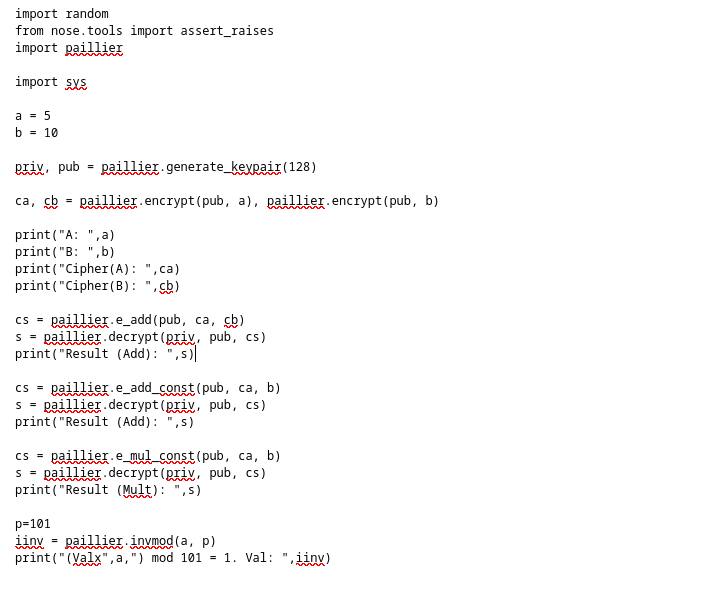 import random
from nose.tools import assert_raises
import paillier
import sys
a = 5
b = 10
priv, pub = paillier.generate_keypair(128)
ca, cb = paillier.encrypt(pub, a), paillier.encrypt(pub, b)
print("A: ",a)
print("B: ",b)
print("Cipher(A): ",ca)
print("Cipher(B): ",cb)
cs = paillier.e_add(pub, ca, cb)
s = paillier.decrypt(priv, pub, cs)
print("Result (Add): ",s)
cs = paillier.e_add_const(pub, ca, b)
s = paillier.decrypt(priv, pub, cs)
print("Result (Add): ",s)
cs = paillier.e_mul_const(pub, ca, b)
s = paillier.decrypt(priv, pub, cs)
print("Result (Mult): ",s)
p=101
iinv = paillier.invmod(a, p)
print("(Valx",a,") mod 101 = 1. Val: ",iinv)